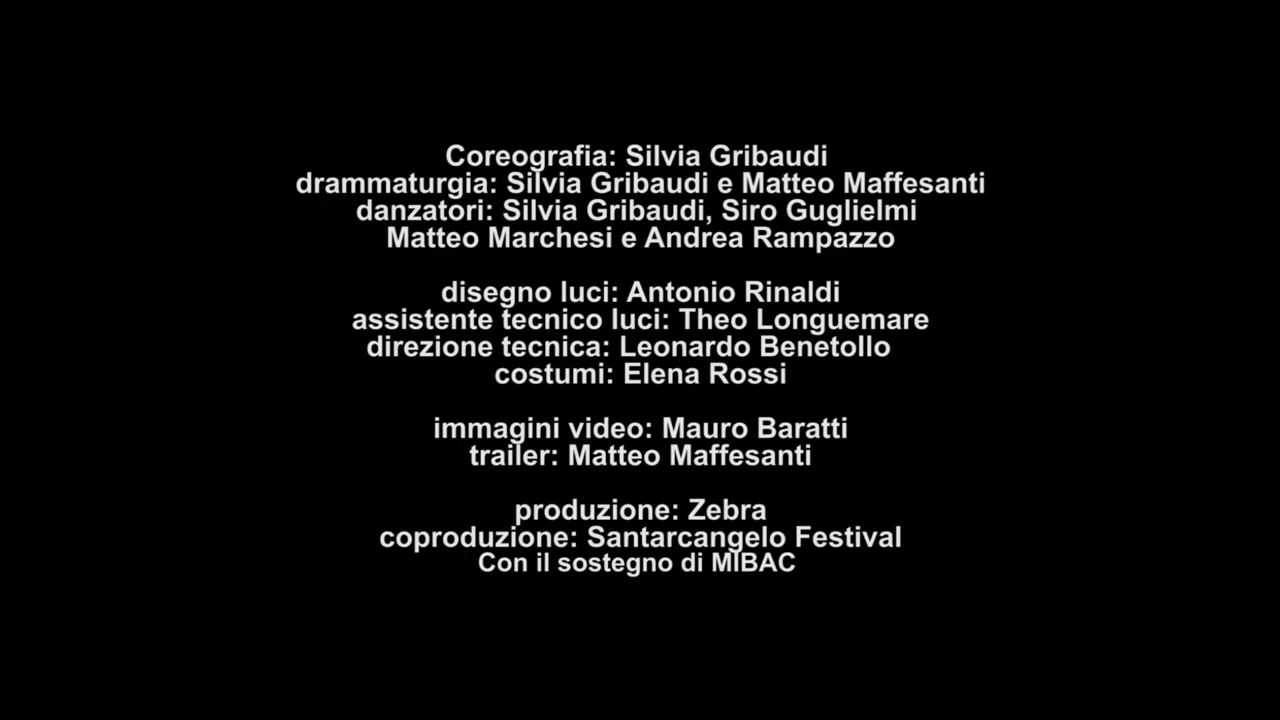 Coreografia: Silvia Gribaudi
drammaturgia: Silvia Gribaudi e Matteo Maffesanti
danzatori: Silvia Gribaudi, Siro Guglielmi
Matteo Marchesi e Andrea Rampazzo
disegno luci: Antonio Rinaldi
assistente tecnico luci: Theo Longuemare
direzione tecnica: Leonardo Benetollo
costumi: Elena Rossi
immagini video: Mauro Baratti
trailer: Matteo Maffesanti
produzione: Zebra
coproduzione: Santarcangelo Festival
Con il sostegno di MIBAC